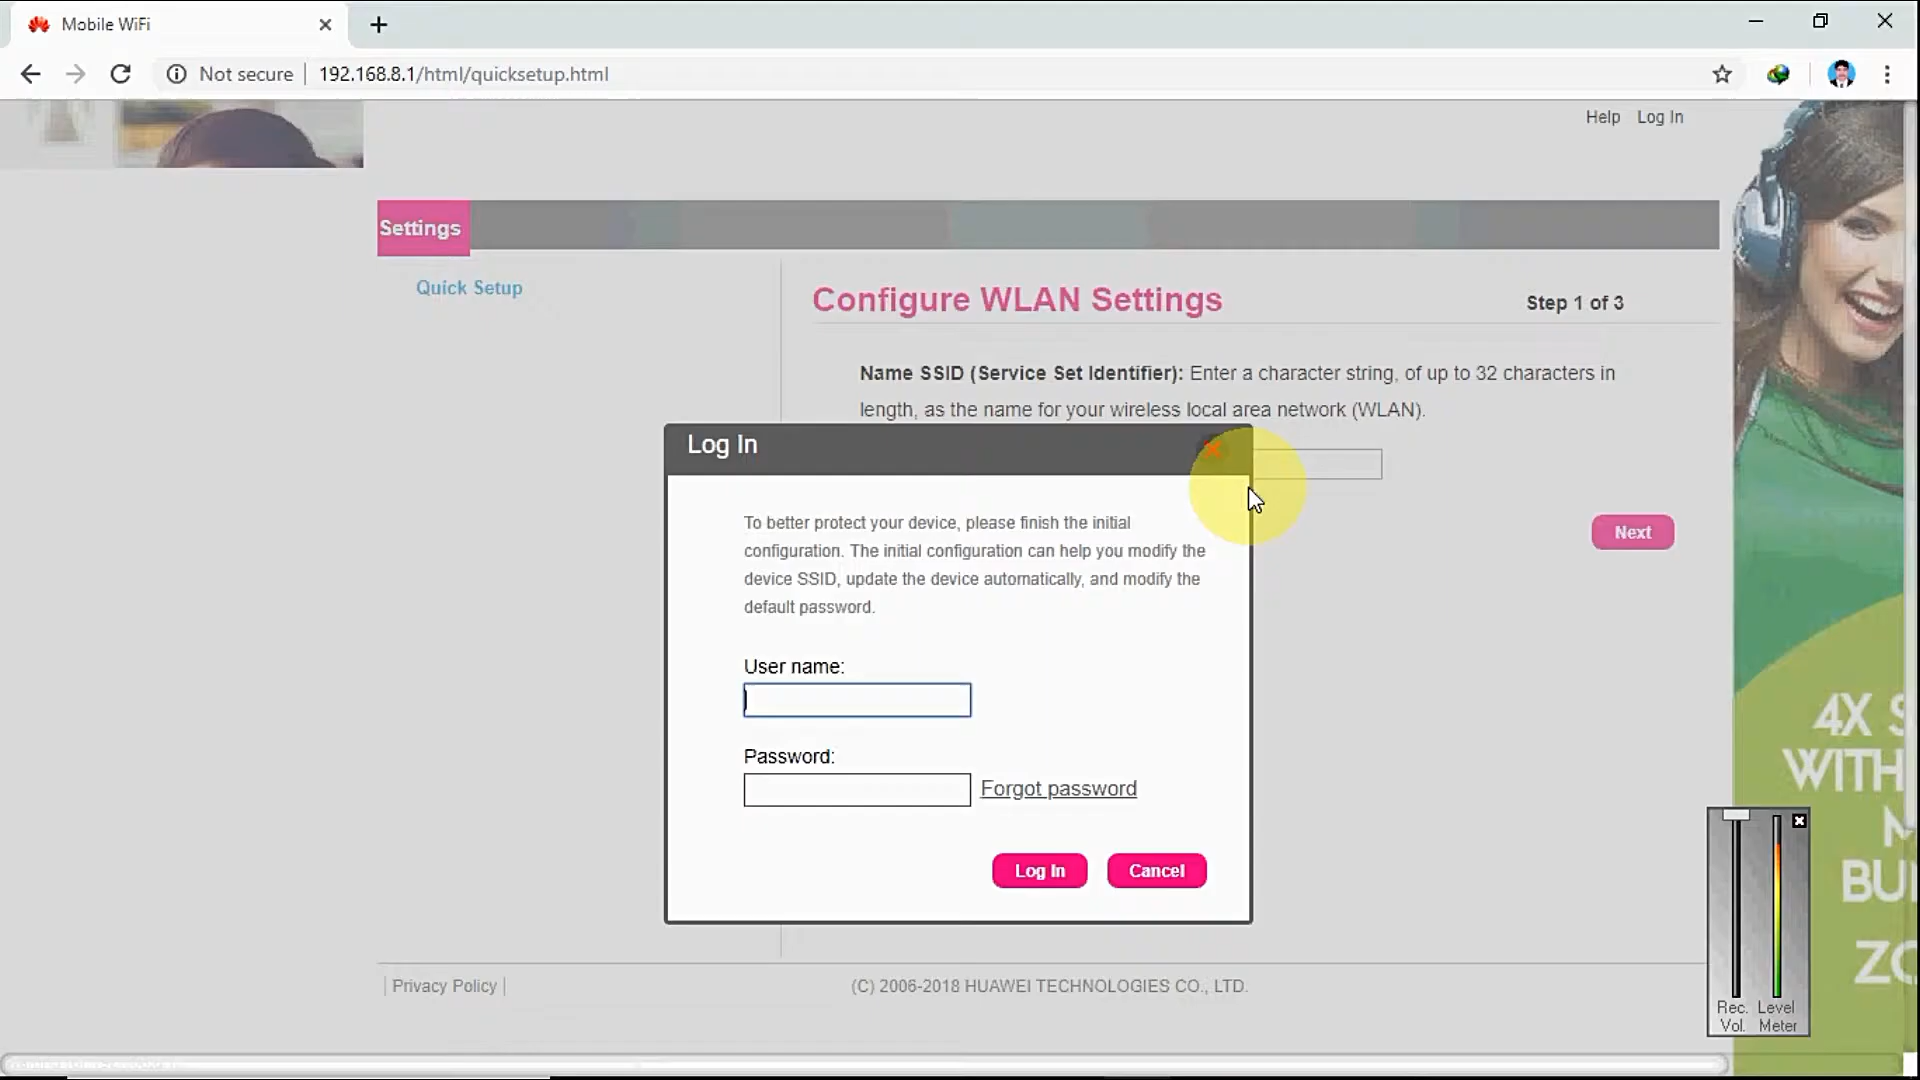 Mobile WiFi
Not secure
192.168.8.1/html/quicksetup.html
Help Log In
Settings
Quick Setup
Configure WLAN Settings
Step 1 of 3
Name SSID (Service Set Identifier): Enter a character string, of up to 32 characters in
length, as the name for your wireless local area network (WLAN).
Next
Log In
To better protect your device, please finish the initial
configuration. The initial configuration can help you modify the
device SSID, update the device automatically, and modify the
default password.
User name:
Password:
Forgot password
Log In Cancel
4X S
WITH
M
BU
ZO
Rec. Level
Vol. Meter
| Privacy Policy |
(C) 2006-2018 HUAWEI TECHNOLOGIES CO., LTD.